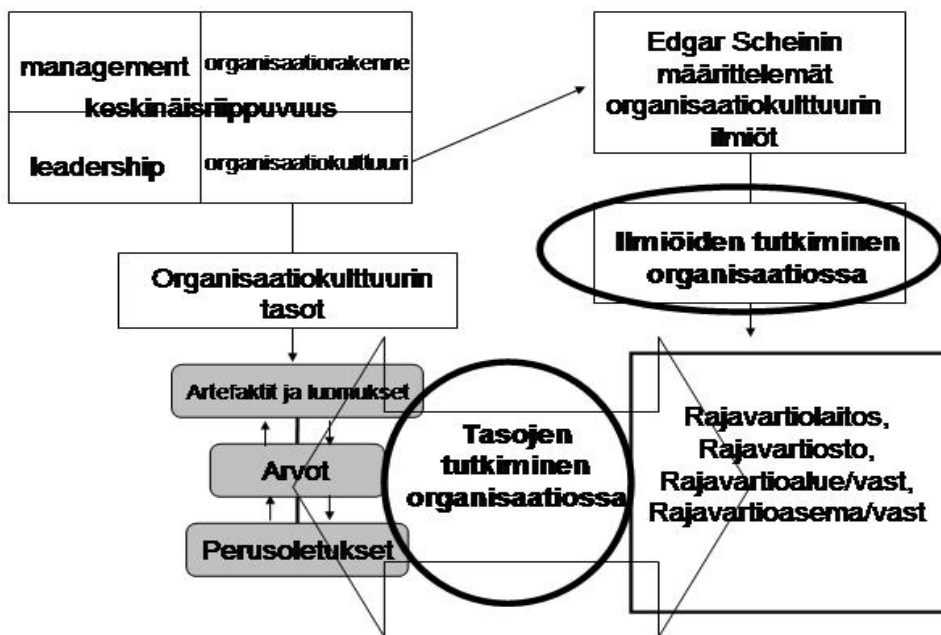 management
organisaatiorakenne
keskinäisriippuvuus
leadership
organisaatiokulttuuri
Edgar Scheinin
määrittelemät
organisaatiokulttuurin
ilmiöt
Ilmiöiden tutkiminen
organisaatiossa
Organisaatiokulttuurin
tasot
Artefaktit ja luomukset
Arvot
Perusoletukset
Tasojen
tutkiminen
organisaatiossa
Rajavartiolaitos,
Rajavartiosto,
Rajavartioalue/vast,
Rajavartioasema/vast